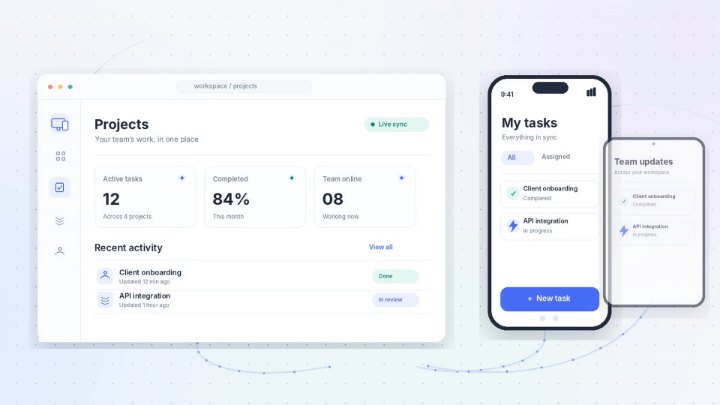 workspace / projects
Projects
Your team's work, in one place
Live sync
Active tasks
12
Across 4 projects
Completed
84%
This month
Team online
08
Working now
Recent activity
View all
Client onboarding
Updated 12 min ago
Done
API integration
Updated 1 hour ago
In review
9:41
My tasks
Everything in sync
All
Assigned
Client onboarding
Completed
API integration
In progress
+ New task
Team updates
Across your workspace
Client onboarding
Completed
API integration
In progress